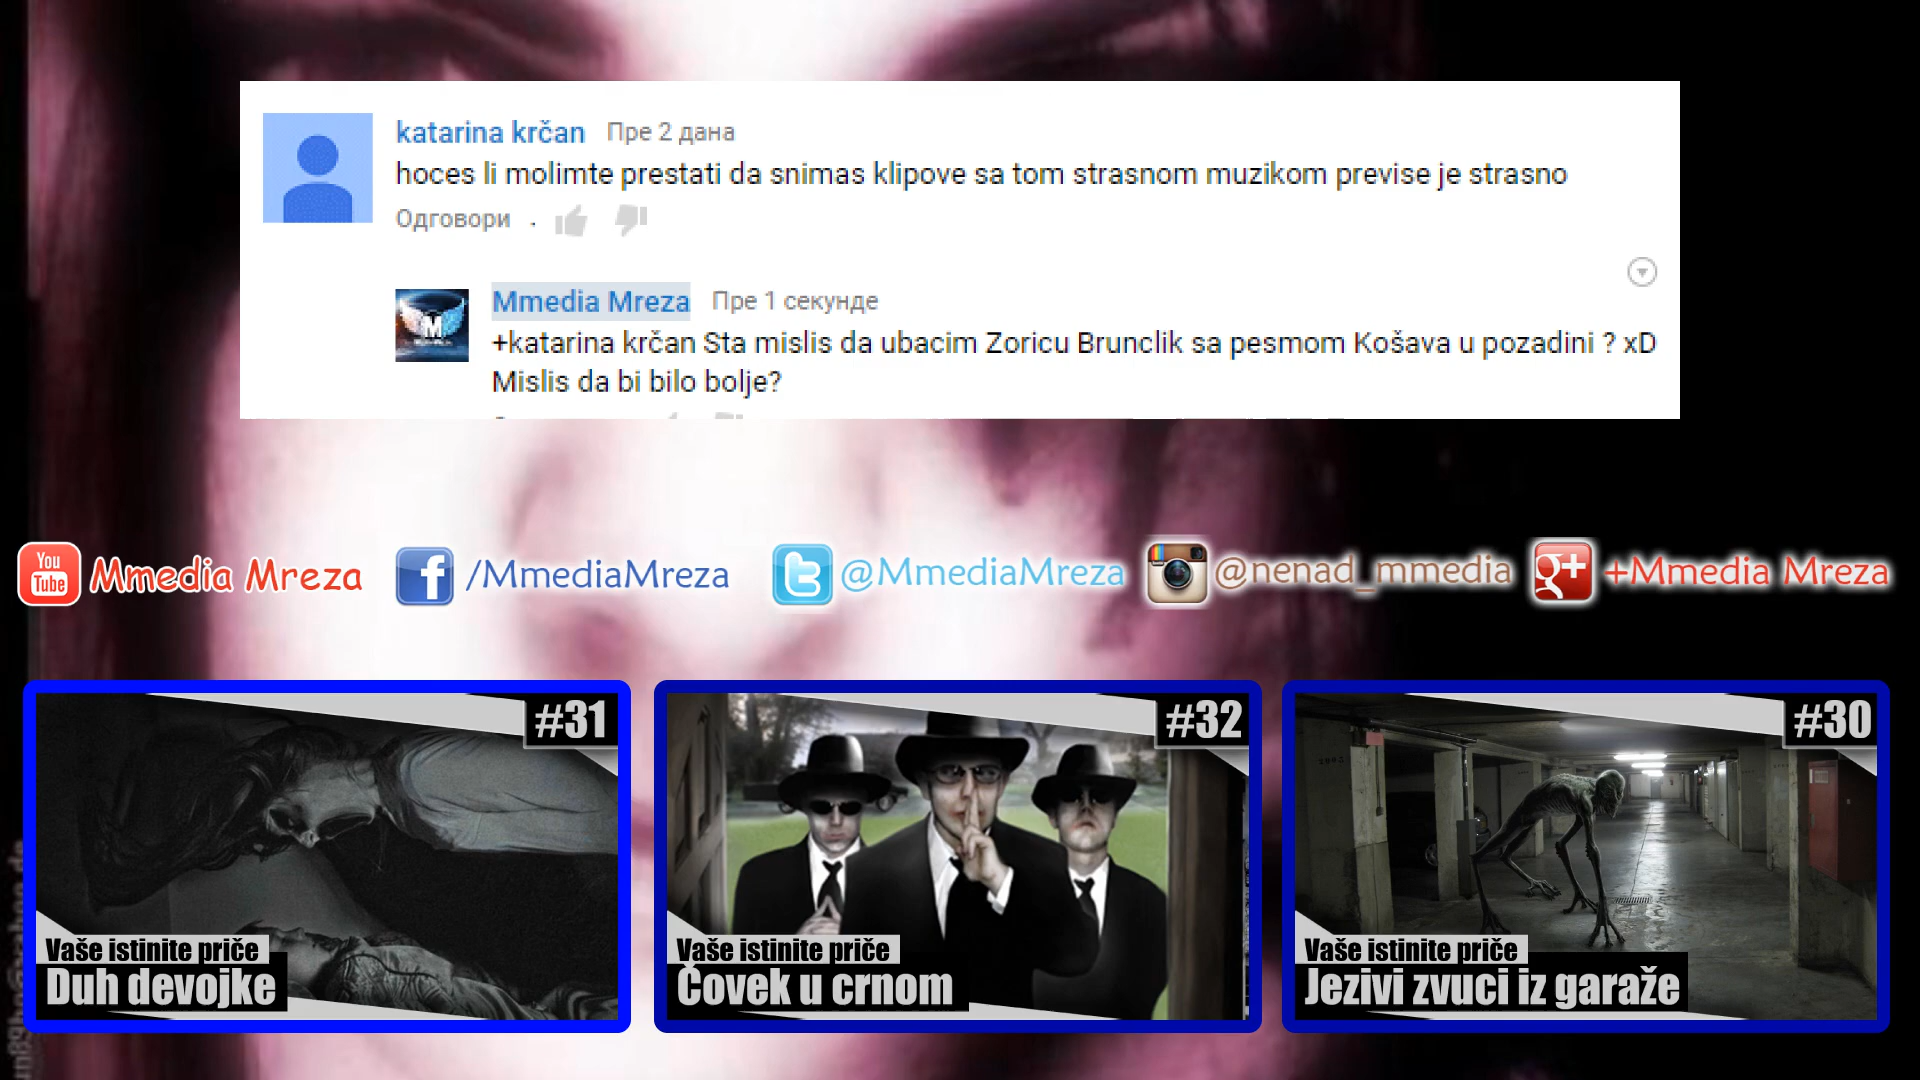 katarina krčan Пре 2 дана
hoces li molimte prestati da snimas klipove sa tom strasnom muzikom previse je strasno
Одговори .
Mmedia Mreza Пре 1 секунде
+katarina krčan Sta mislis da ubacim Zoricu Brunclik sa pesmom Košava u pozadini ? xD
Mislis da bi bilo bolje?
You Tube Mmedia Mreza
f /MmediaMreza
t @MmediaMreza
@nenad_mmedia
g+ +Mmedia Mreza
#31
Vaše istinite priče
Duh devojke
#32
Vaše istinite priče
Čovek u crnom
#30
Vaše istinite priče
Jezivi zvuci iz garaže